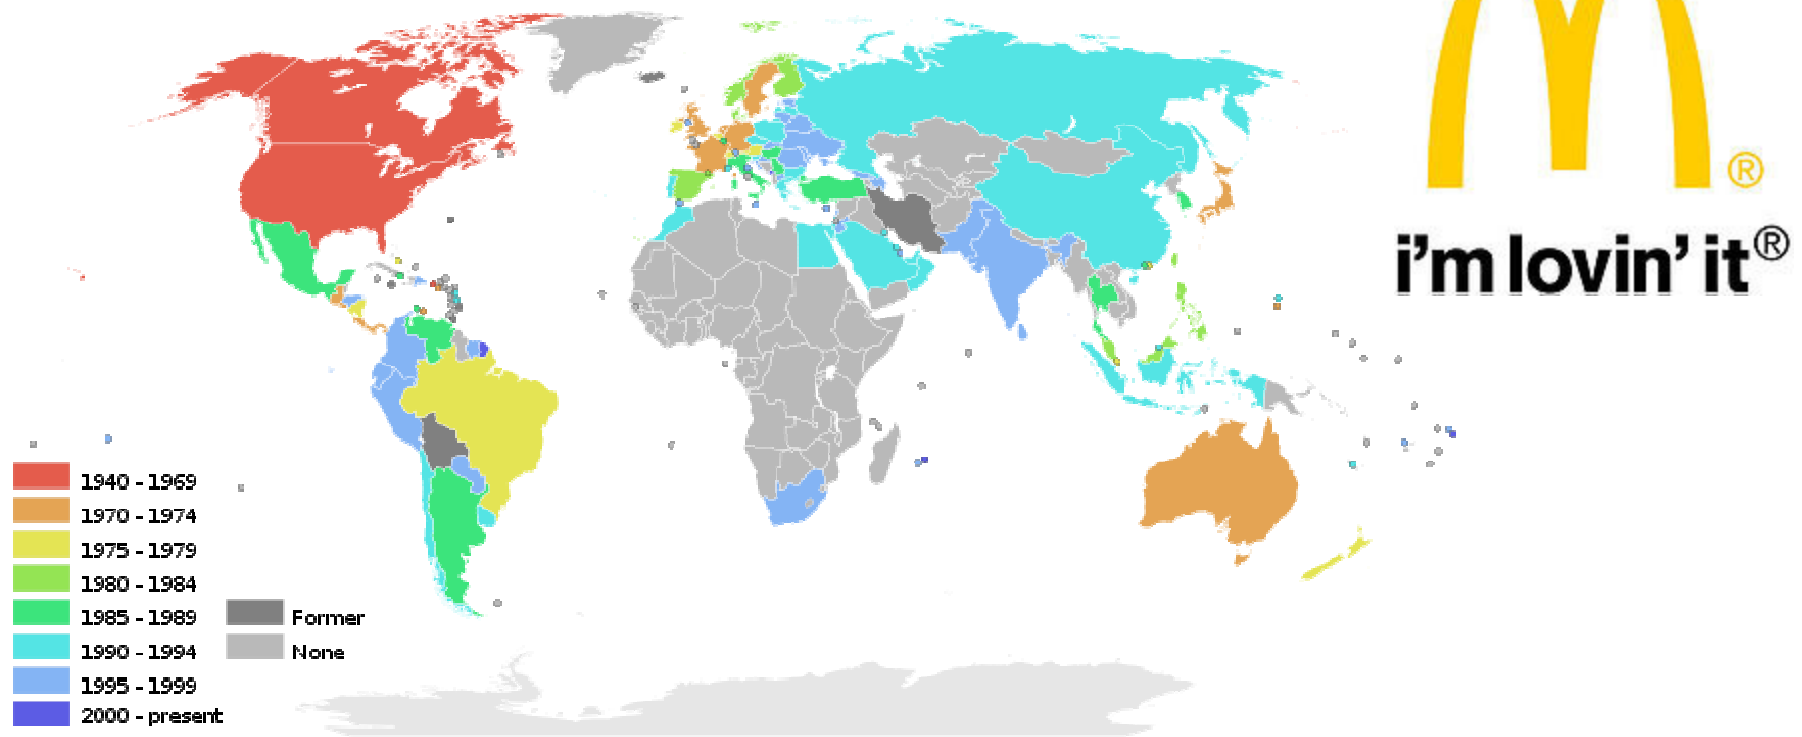 ®
i'm lovin' it®
1940 - 1969
1970 - 1974
1975 - 1979
1980 - 1984
1985 - 1989
1990 - 1994
1995 - 1999
2000 - present
Former
None